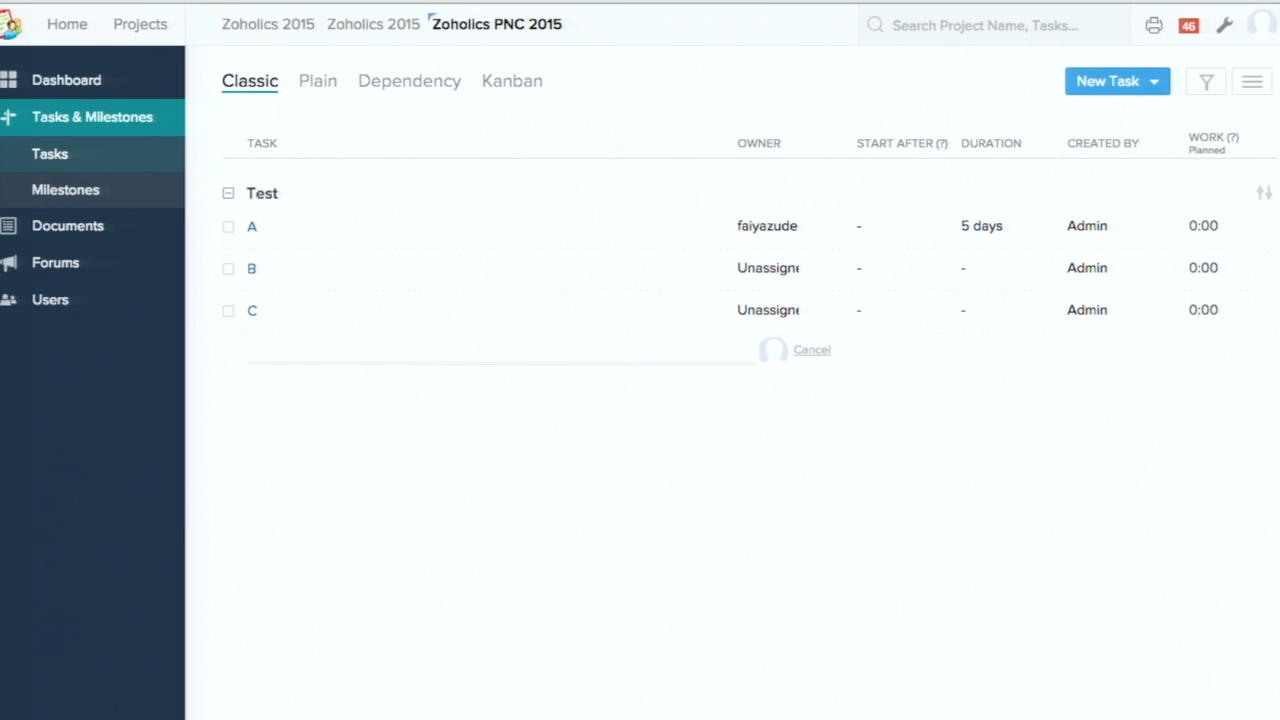 Home Projects Zoholics 2015 Zoholics 2015 Zoholics PNC 2015 Search Project Name, Tasks... 46
Dashboard
Tasks & Milestones
Tasks
Milestones
Documents
Forums
Users
Classic Plain Dependency Kanban New Task
TASK OWNER START AFTER (?) DURATION CREATED BY WORK (?)
Planned
Test
A faiyazude - 5 days Admin 0:00
B Unassigne - - Admin 0:00
C Unassigne - - Admin 0:00
Cancel